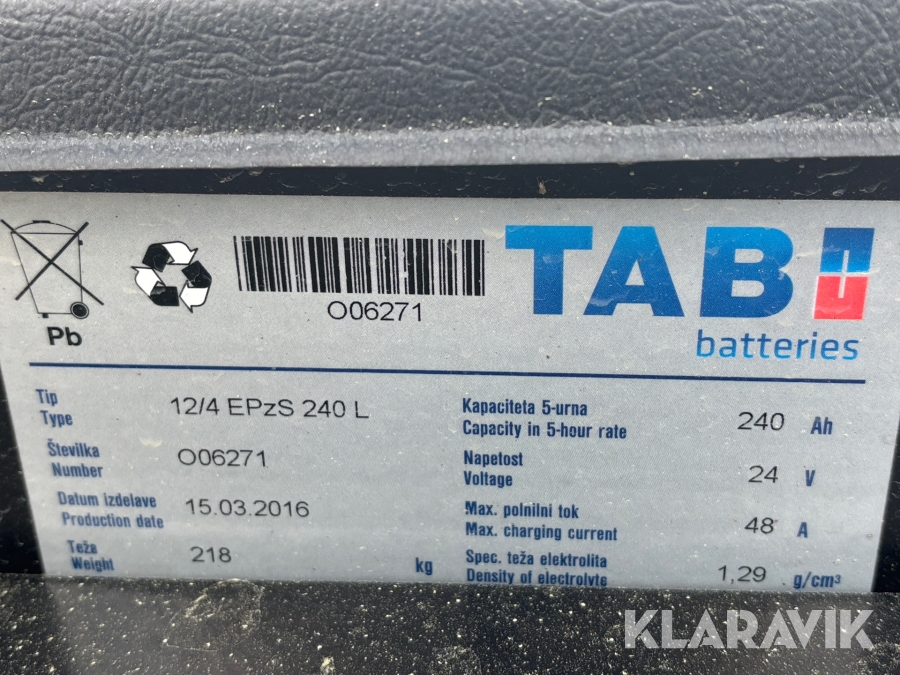 O06271
TAB
batteries
Pb
Tip
Type
12/4 EPzS 240 L
Kapaciteta 5-urna
Capacity in 5-hour rate
240 Ah
Številka
Number
O06271
Napetost
Voltage
24 V
Datum izdelave
Production date
15.03.2016
Max. polnilni tok
Max. charging current
48 A
Teža
Weight
218 kg
Spec. teža elektrolita
Density of electrolyte
1,29 g/cm³
KLARAVIK
KLARAVIK